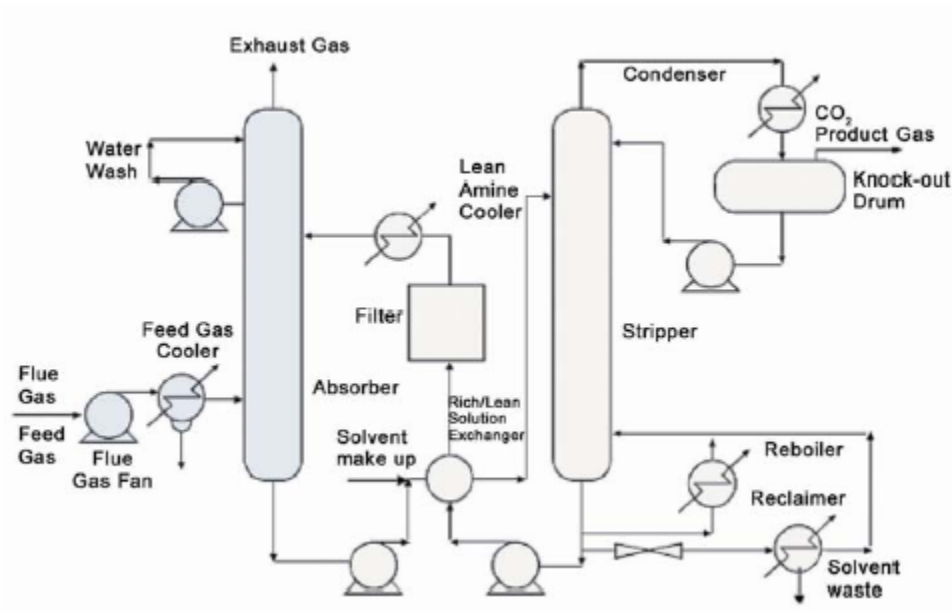 Exhaust Gas
Condenser
CO2
Product Gas
Water
Wash
Lean
Amine
Cooler
Knock-out
Drum
Filter
Stripper
Feed Gas
Cooler
Flue
Gas
Feed
Gas
Flue
Gas Fan
Absorber
Rich/Lean
Solution
Exchanger
Solvent
make up
Reboiler
Reclaimer
Solvent
waste